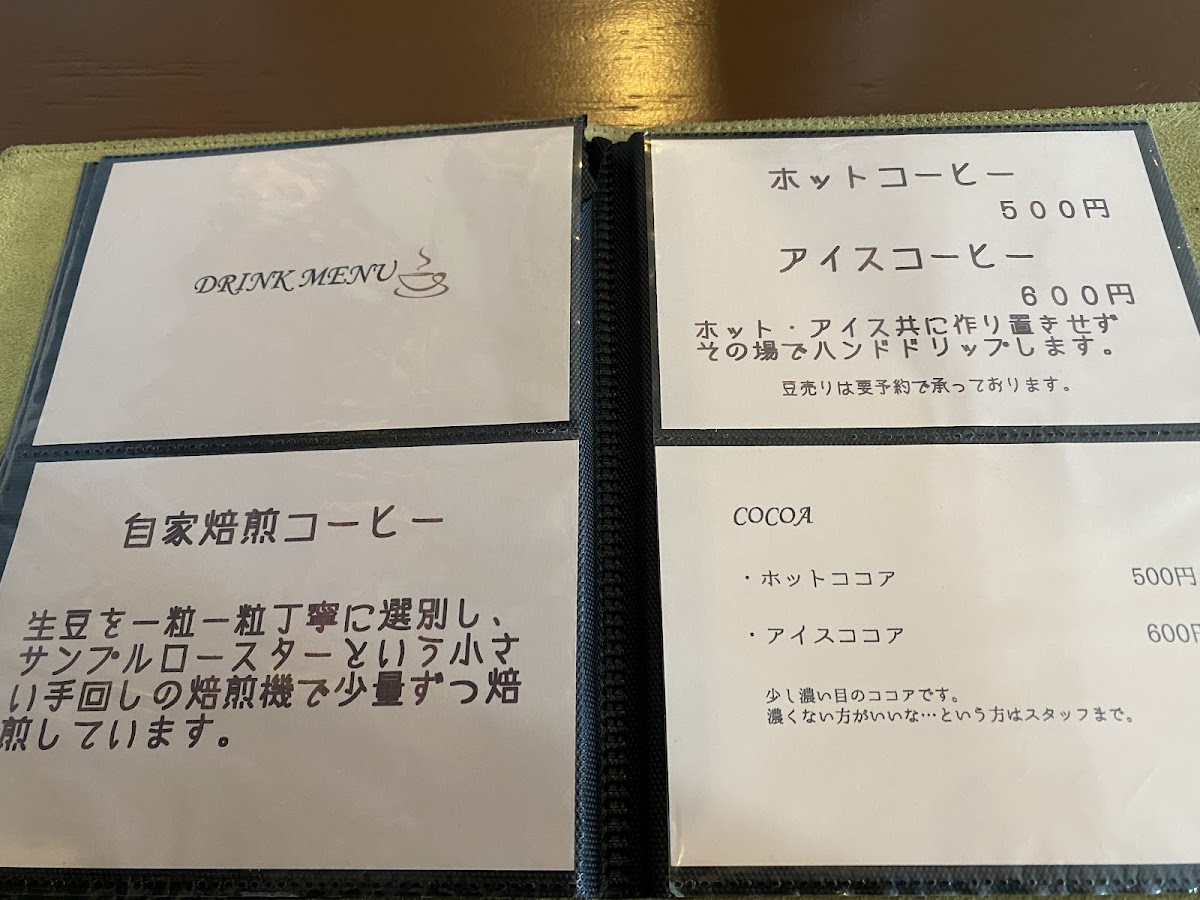 DRINK MENU
自家焙煎コーヒー
生豆を一粒一粒丁寧に選別し、
サンプルロースターという小さ
い手回しの焙煎機で少量ずつ焙
煎しています。
ホットコーヒー
５００円
アイスコーヒー
６００円
ホット・アイス共に作り置きせず
その場でハンドドリップします。
豆売りは要予約で承っております。
COCOA
・ホットココア 500円
・アイスココア 600円
少し濃い目のココアです。
濃くない方がいいな…という方はスタッフまで。